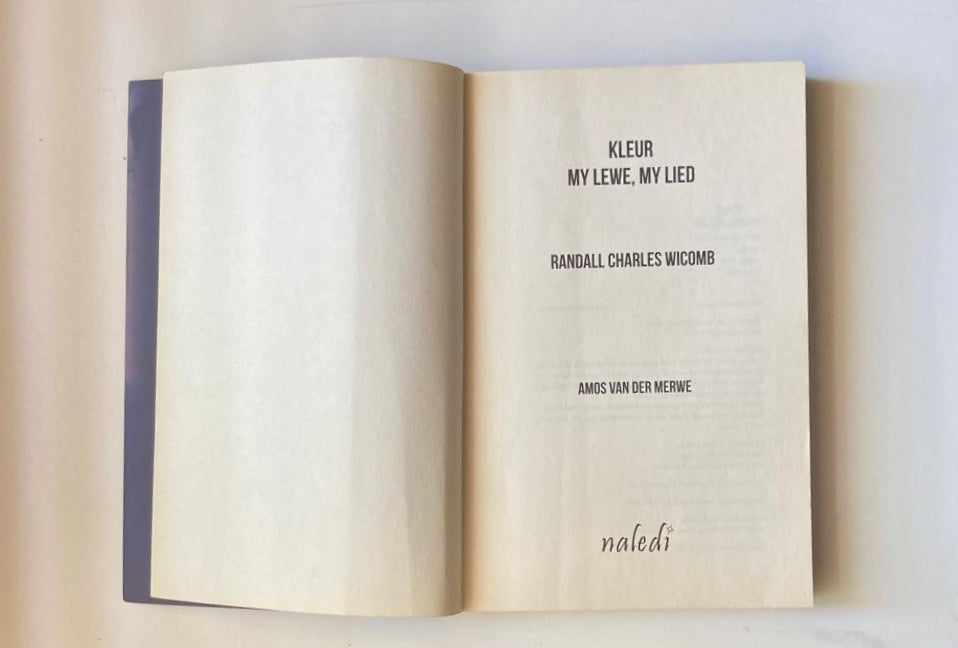 KLEUR
MY LEWE, MY LIED
RANDALL CHARLES WICOMB
AMOS VAN DER MERWE
naledi